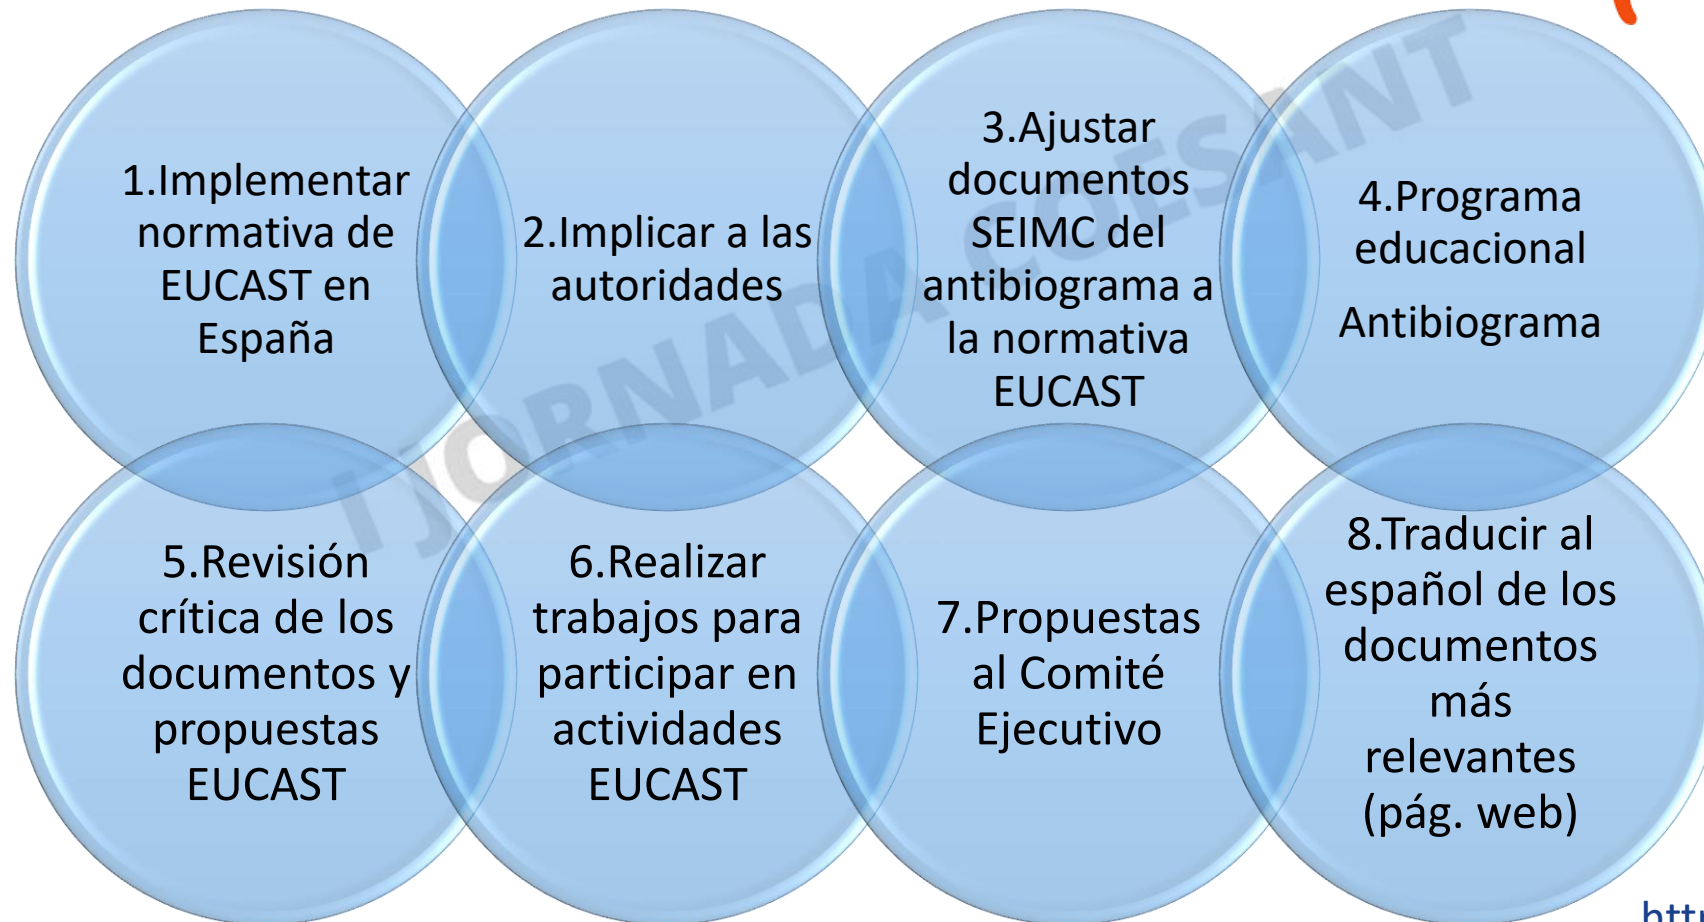 1.Implementar
normativa de
EUCAST en
España
2.Implicar a las
autoridades
3.Ajustar
documentos
SEIMC del
antibiograma a
la normativa
EUCAST
4.Programa
educacional
Antibiograma
5.Revisión
crítica de los
documentos y
propuestas
EUCAST
6.Realizar
trabajos para
participar en
actividades
EUCAST
7.Propuestas
al Comité
Ejecutivo
8.Traducir al
español de los
documentos
más
relevantes
(pág. web)
I JORNADA COESANT